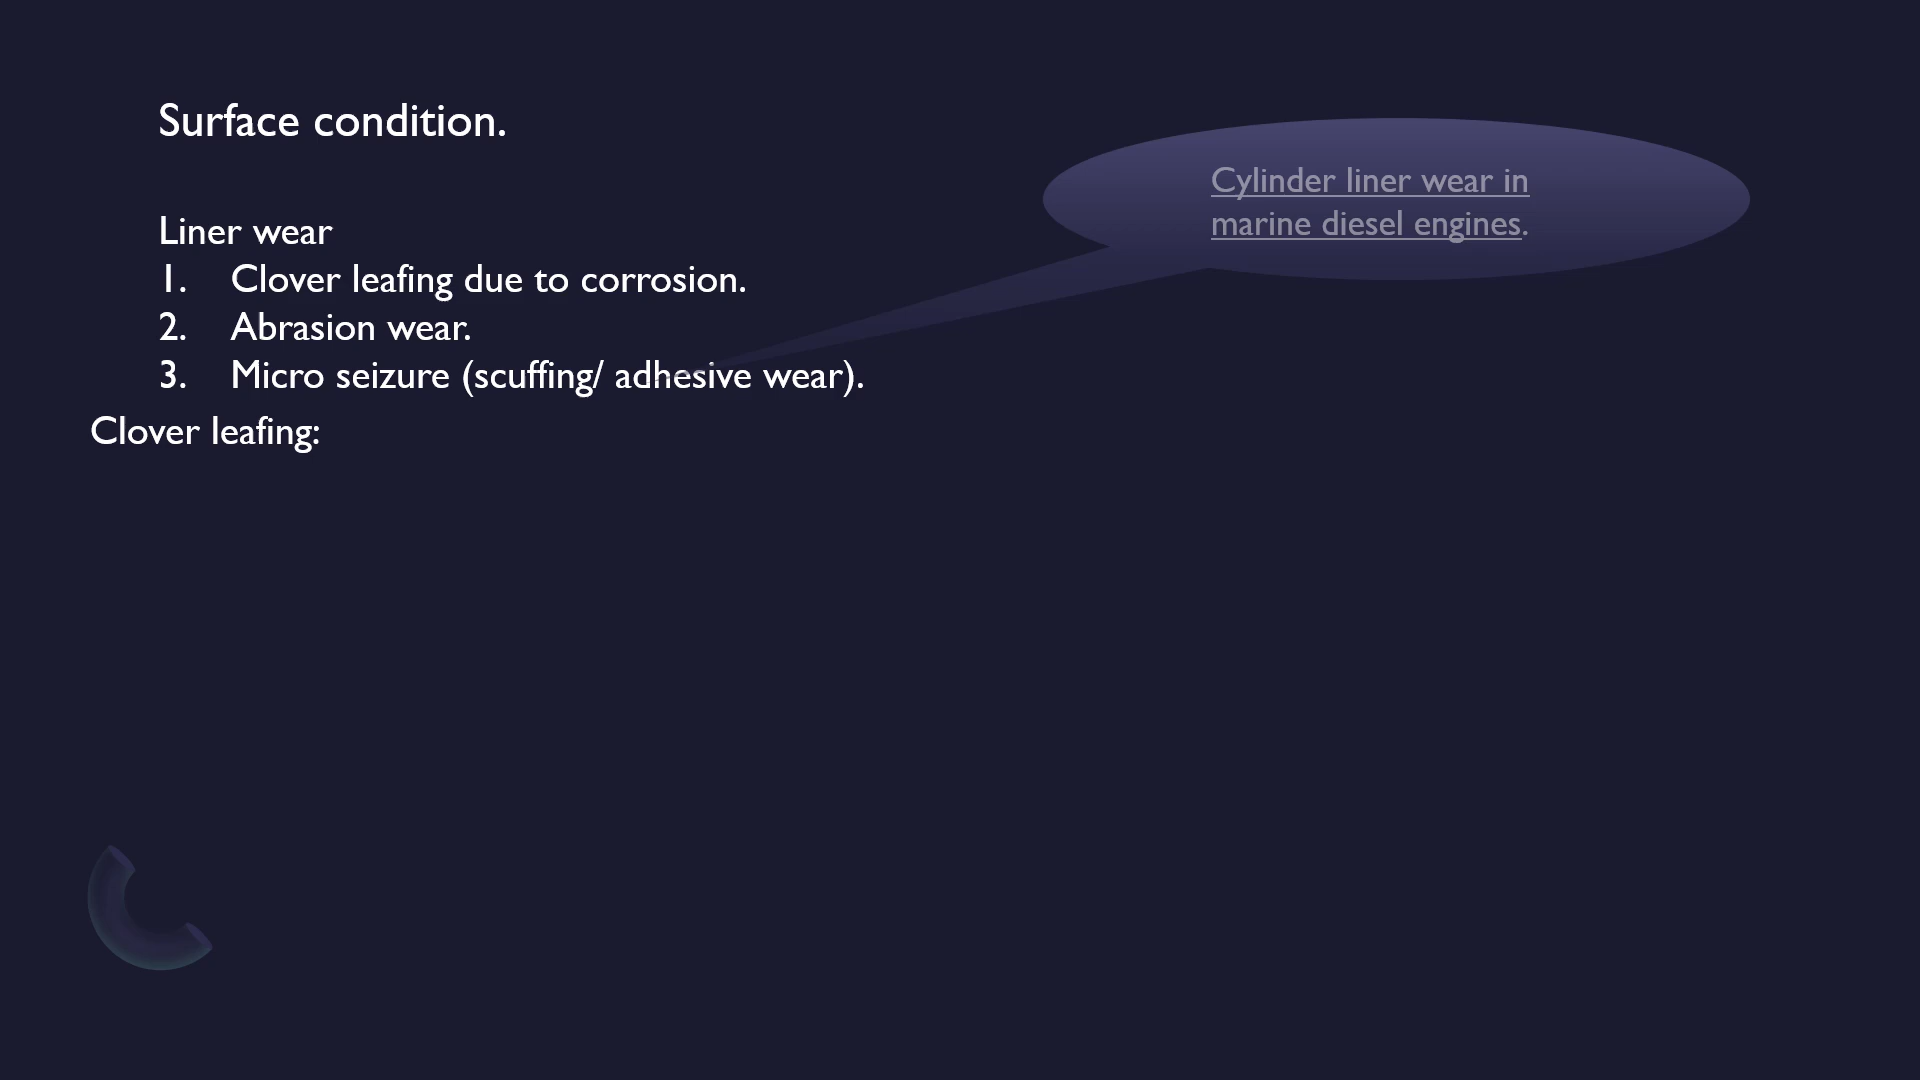 Surface condition.
Cylinder liner wear in
marine diesel engines.
Liner wear
1. Clover leafing due to corrosion.
2. Abrasion wear.
3. Micro seizure (scuffing/ adhesive wear).
Clover leafing: